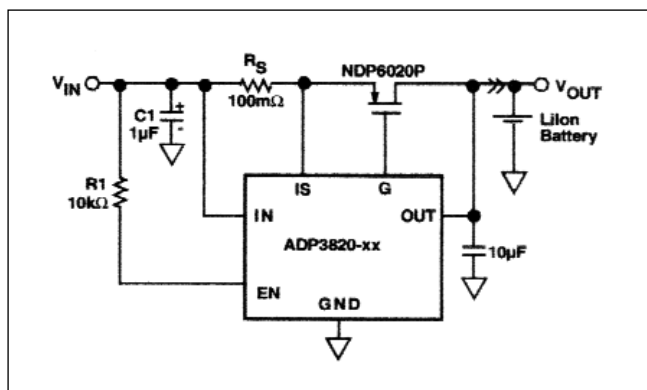 R_S
NDP6020P
V_IN
100mΩ
V_OUT
C1
1µF
+
-
LiIon
Battery
R1
10kΩ
IS
G
IN
OUT
ADP3820-xx
10µF
EN
GND